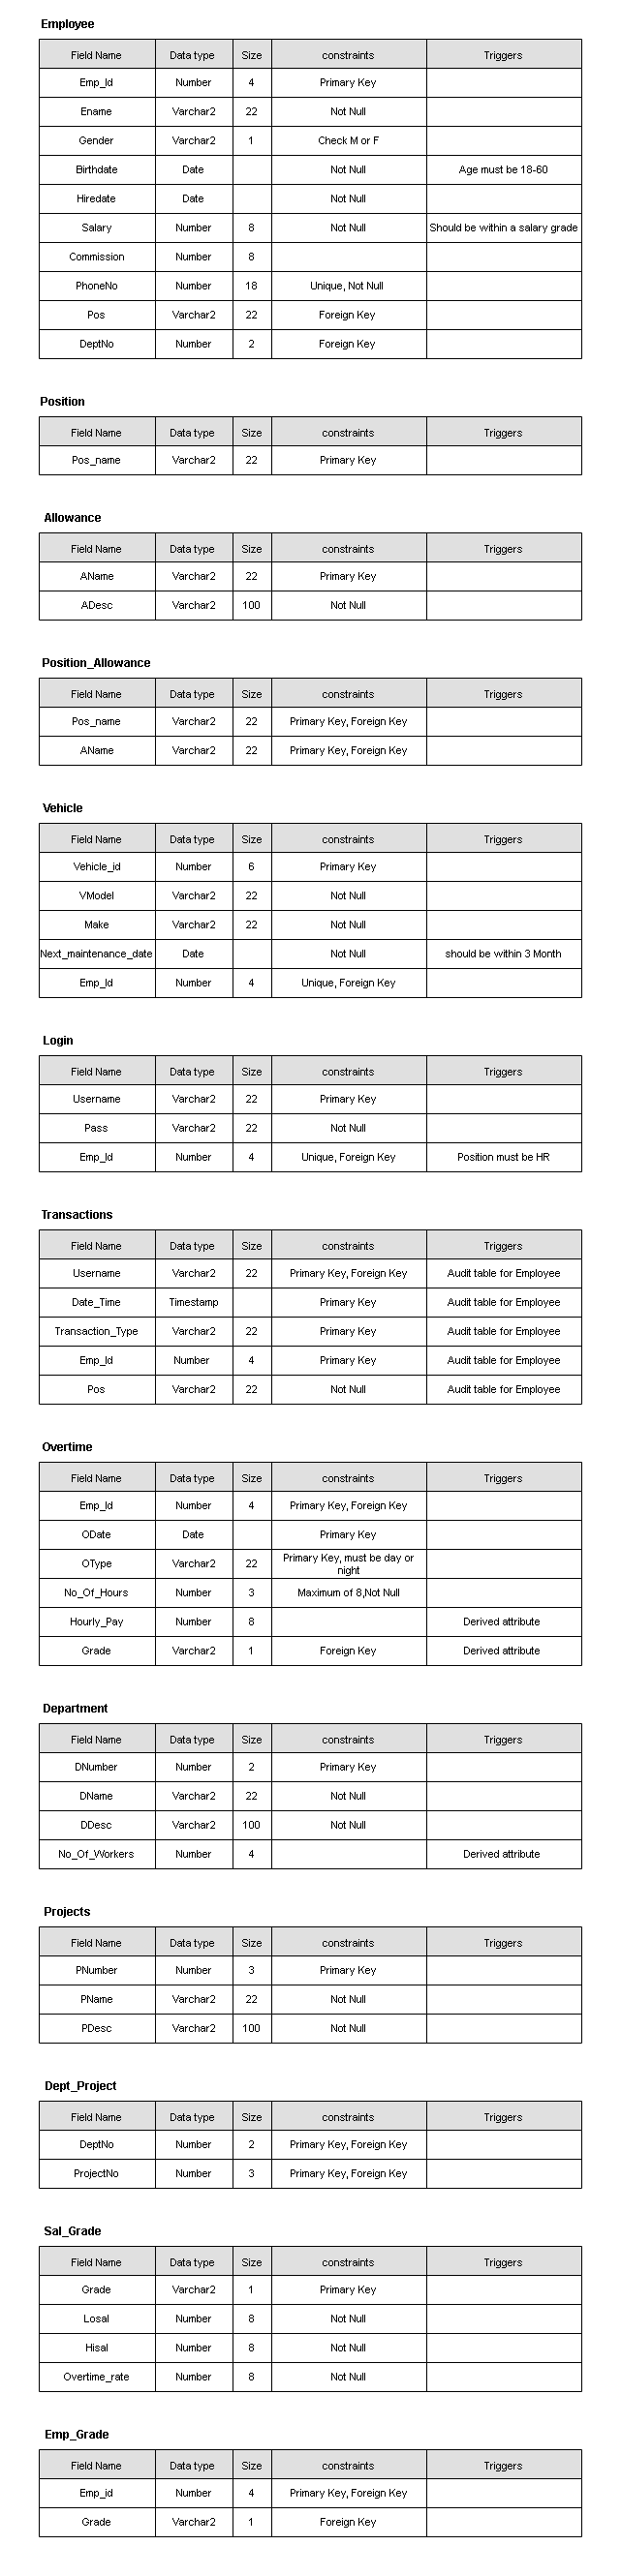 Employee
Field Name Data type Size constraints Triggers
Emp_Id Number 4 Primary Key
Ename Varchar2 22 Not Null
Gender Varchar2 1 Check M or F
Birthdate Date Not Null Age must be 18-60
Hiredate Date Not Null
Salary Number 8 Not Null Should be within a salary grade
Commission Number 8
PhoneNo Number 18 Unique, Not Null
Pos Varchar2 22 Foreign Key
DeptNo Number 2 Foreign Key
Position
Field Name Data type Size constraints Triggers
Pos_name Varchar2 22 Primary Key
Allowance
Field Name Data type Size constraints Triggers
AName Varchar2 22 Primary Key
ADesc Varchar2 100 Not Null
Position_Allowance
Field Name Data type Size constraints Triggers
Pos_name Varchar2 22 Primary Key, Foreign Key
AName Varchar2 22 Primary Key, Foreign Key
Vehicle
Field Name Data type Size constraints Triggers
Vehicle_id Number 6 Primary Key
VModel Varchar2 22 Not Null
Make Varchar2 22 Not Null
Next_maintenance_date Date Not Null should be within 3 Month
Emp_Id Number 4 Unique, Foreign Key
Login
Field Name Data type Size constraints Triggers
Username Varchar2 22 Primary Key
Pass Varchar2 22 Not Null
Emp_Id Number 4 Unique, Foreign Key Position must be HR
Transactions
Field Name Data type Size constraints Triggers
Username Varchar2 22 Primary Key, Foreign Key Audit table for Employee
Date_Time Timestamp Primary Key Audit table for Employee
Transaction_Type Varchar2 22 Primary Key Audit table for Employee
Emp_Id Number 4 Primary Key Audit table for Employee
Pos Varchar2 22 Not Null Audit table for Employee
Overtime
Field Name Data type Size constraints Triggers
Emp_Id Number 4 Primary Key, Foreign Key
ODate Date Primary Key
OType Varchar2 22 Primary Key, must be day or
night
No_Of_Hours Number 3 Maximum of 8,Not Null
Hourly_Pay Number 8 Derived attribute
Grade Varchar2 1 Foreign Key Derived attribute
Department
Field Name Data type Size constraints Triggers
DNumber Number 2 Primary Key
DName Varchar2 22 Not Null
DDesc Varchar2 100 Not Null
No_Of_Workers Number 4 Derived attribute
Projects
Field Name Data type Size constraints Triggers
PNumber Number 3 Primary Key
PName Varchar2 22 Not Null
PDesc Varchar2 100 Not Null
Dept_Project
Field Name Data type Size constraints Triggers
DeptNo Number 2 Primary Key, Foreign Key
ProjectNo Number 3 Primary Key, Foreign Key
Sal_Grade
Field Name Data type Size constraints Triggers
Grade Varchar2 1 Primary Key
Losal Number 8 Not Null
Hisal Number 8 Not Null
Overtime_rate Number 8 Not Null
Emp_Grade
Field Name Data type Size constraints Triggers
Emp_id Number 4 Primary Key, Foreign Key
Grade Varchar2 1 Foreign Key